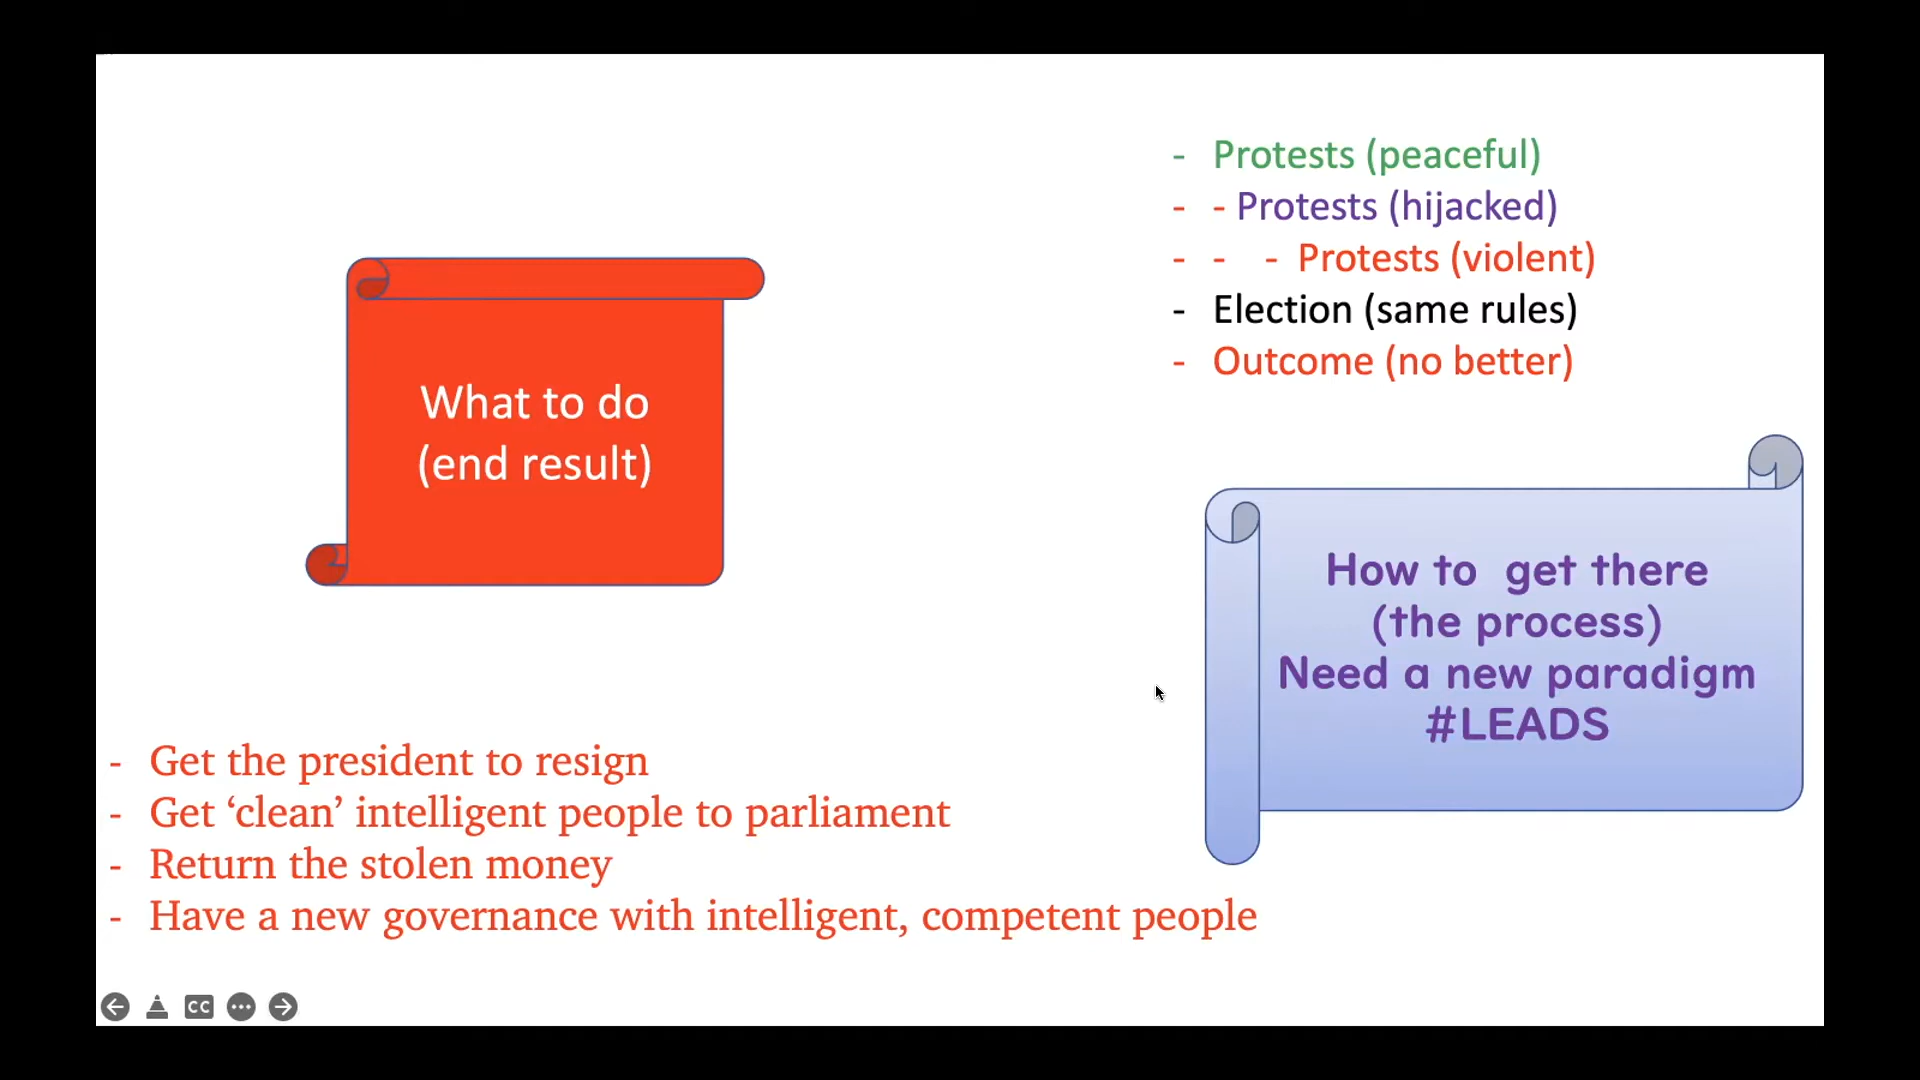 - Protests (peaceful)
- - Protests (hijacked)
- - - Protests (violent)
- Election (same rules)
- Outcome (no better)
What to do
(end result)
How to get there
(the process)
Need a new paradigm
#LEADS
- Get the president to resign
- Get ‘clean’ intelligent people to parliament
- Return the stolen money
- Have a new governance with intelligent, competent people
CC